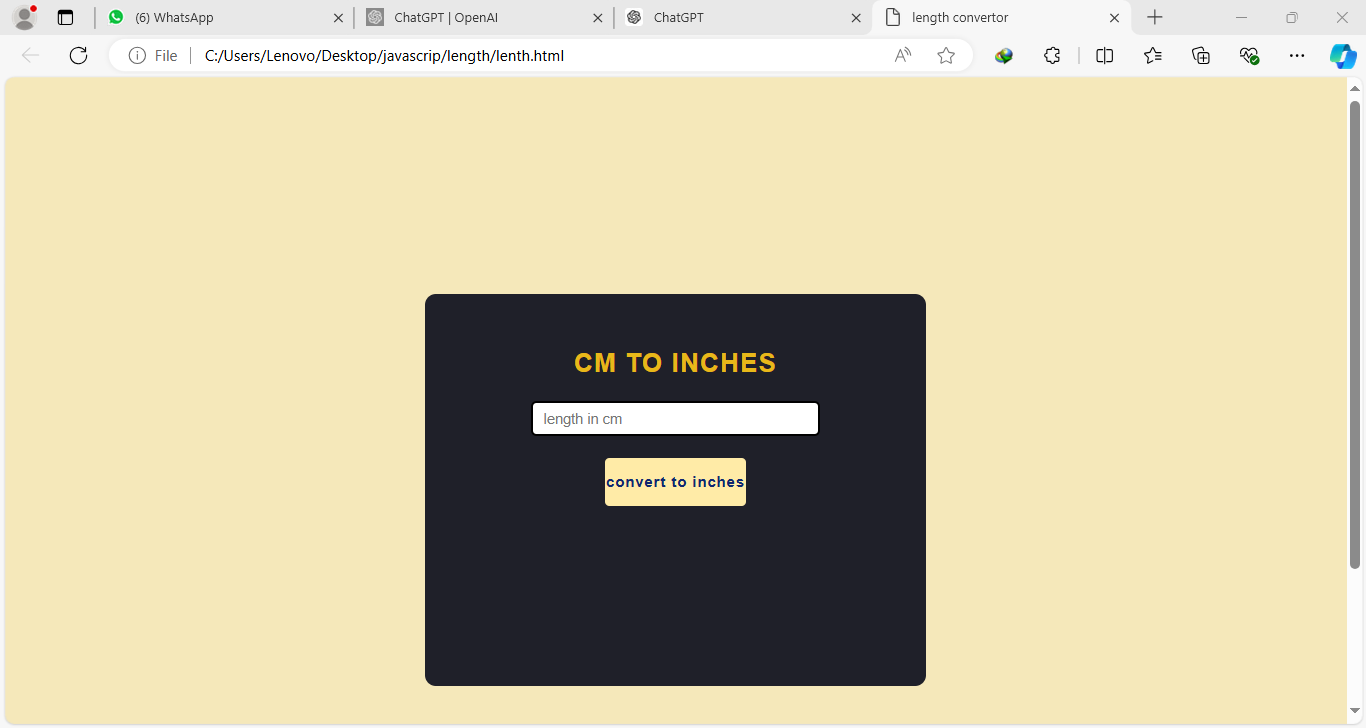 (6) WhatsApp
ChatGPT | OpenAI
ChatGPT
length convertor
File
C:/Users/Lenovo/Desktop/javascrip/length/lenth.html
CM TO INCHES
length in cm
convert to inches